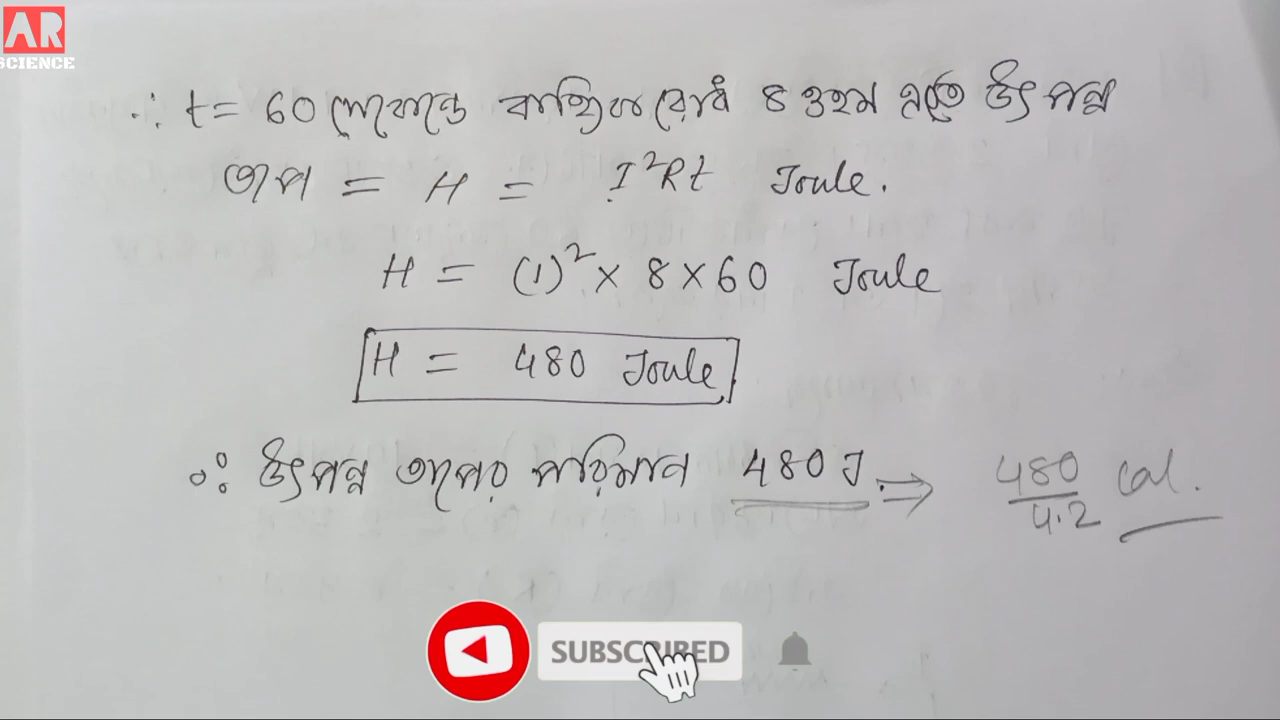 AR
SCIENCE
∴ t = 60 সেকেন্ডে বাহ্যিক রোধ 8 ওহম এতে উৎপন্ন
তাপ = H = I²Rt Joule.
H = (1)² × 8 × 60 Joule
H = 480 Joule
∴ উৎপন্ন তাপের পরিমাণ 480 J. ⇒ 480/4.2 Cal.
SUBSCRIBED